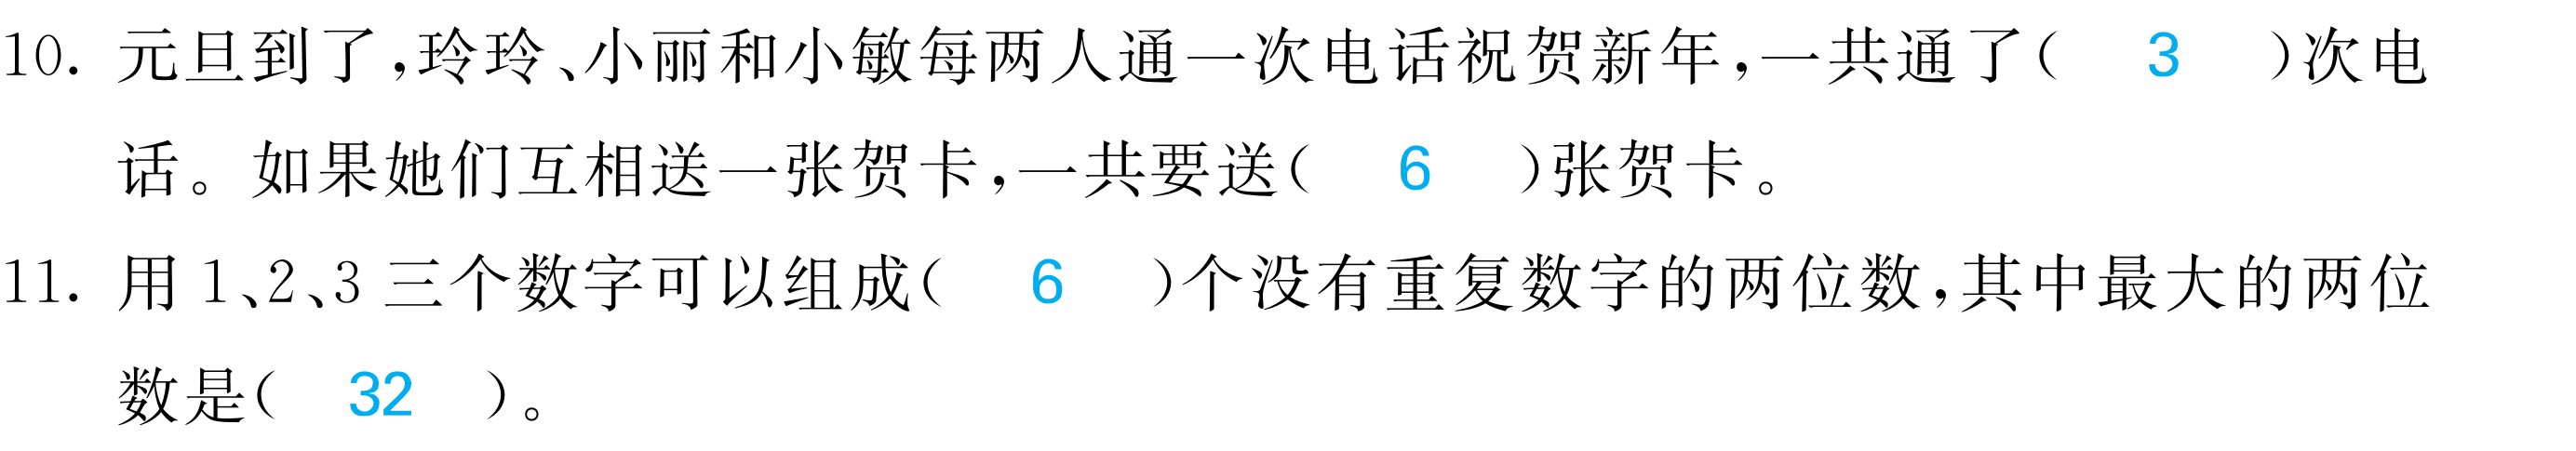 10. 元旦到了,玲玲、小丽和小敏每两人通一次电话祝贺新年,一共通了( 3 )次电
话。如果她们互相送一张贺卡,一共要送( 6 )张贺卡。
11. 用 1、2、3 三个数字可以组成( 6 )个没有重复数字的两位数,其中最大的两位
数是( 32 )。